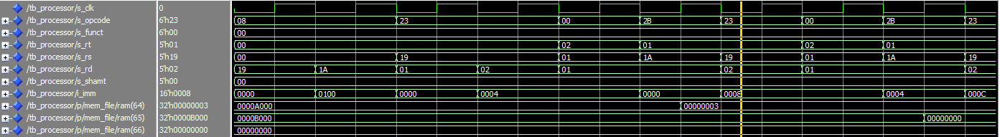 /tb_processor/s_clk 0
/tb_processor/s_opcode 6'h23 08 23 00 2B 23 00 2B 23
/tb_processor/s_funct 6'h00 00
/tb_processor/s_rt 5'h01 00 02 01 02 01
/tb_processor/s_rs 5'h19 00 19 01 1A 19 01 1A 19
/tb_processor/s_rd 5'h02 19 1A 01 02 01 02 01 02
/tb_processor/s_shamt 5'h00 00
/tb_processor/i_imm 16'h0008 0000 0100 0000 0004 0000 0008 0004 000C
/tb_processor/p/mem_file/ram(64) 32'h00000003 0000A000 00000003
/tb_processor/p/mem_file/ram(65) 32'h0000B000 0000B000 00000000
/tb_processor/p/mem_file/ram(66) 32'h00000000 00000000